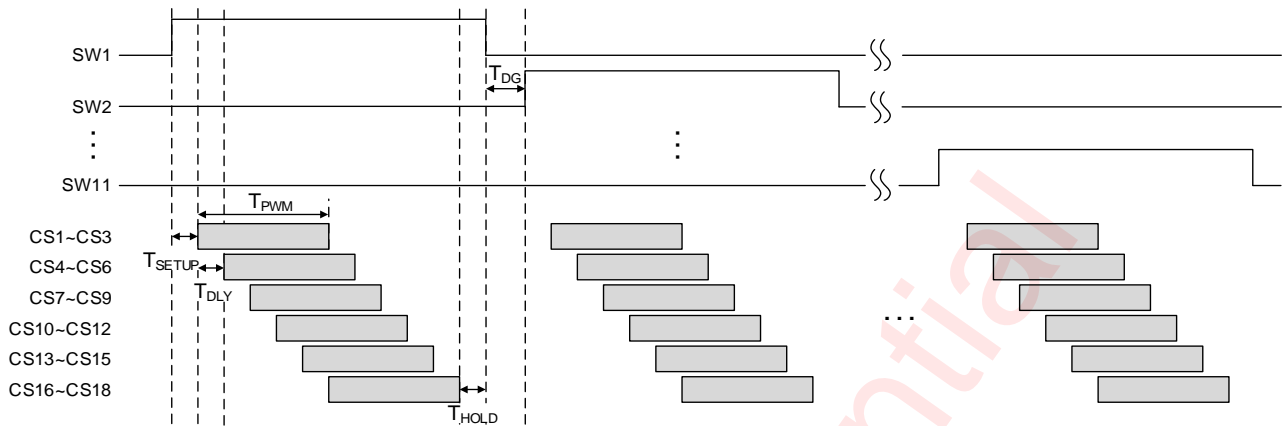 SW1
T_DG
SW2
⋮
⋮
SW11
T_PWM
CS1~CS3
T_SETUP
CS4~CS6
T_DLY
CS7~CS9
CS10~CS12
...
CS13~CS15
CS16~CS18
T_HOLD
ntial